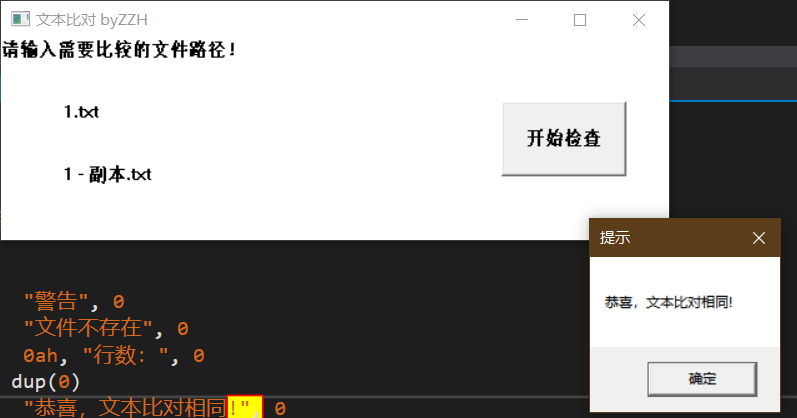 文本比对 byZZH
请输入需要比较的文件路径!
1.txt
开始检查
1 - 副本.txt
提示
恭喜，文本比对相同!
确定
"警告", 0
"文件不存在", 0
0ah, "行数: ", 0
dup(0)
"恭喜，文本比对相同!", 0